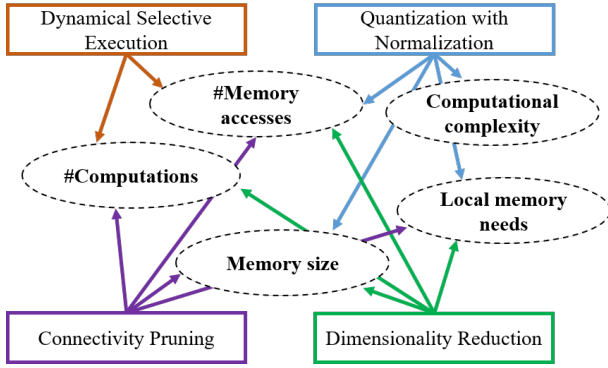 Dynamical Selective
Execution
Quantization with
Normalization
#Memory
accesses
Computational
complexity
#Computations
Local memory
needs
Memory size
Connectivity Pruning
Dimensionality Reduction